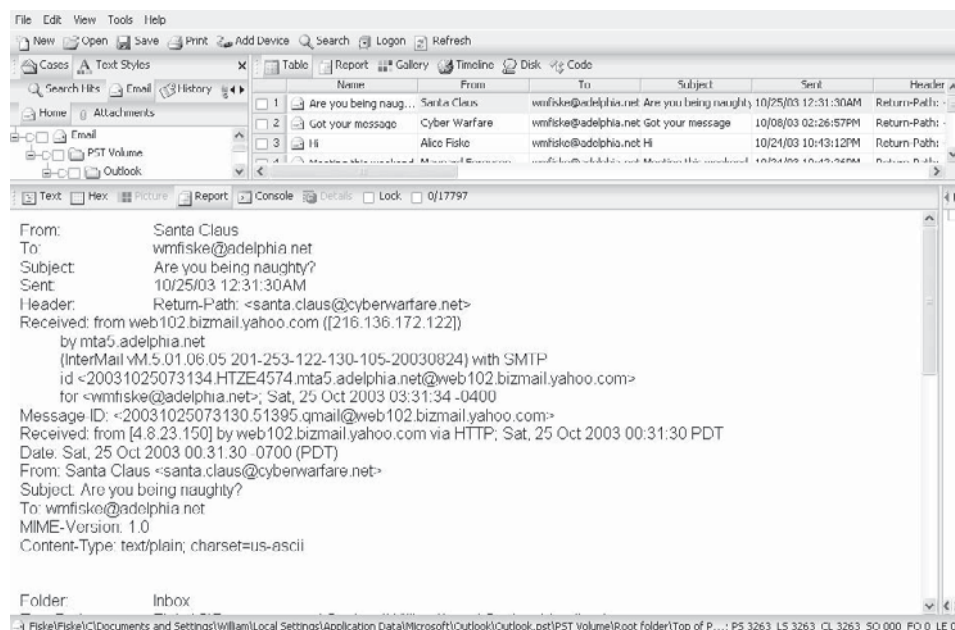 File Edit View Tools Help
New Open Save Print Add Device Search Logon Refresh
Cases Text Styles
Table Report Gallery Timeline Disk Code
Search Hits Email History
Home Attachments
Email
PST Volume
Outlook
Name From To Subject Sent Header
1 Are you being naug... Santa Claus wmfiske@adelphia.net Are you being naughty 10/25/03 12:31:30AM Return-Path:
2 Got your message Cyber Warfare wmfiske@adelphia.net Got your message 10/08/03 02:26:57PM Return-Path:
3 Hi Alice Fiske wmfiske@adelphia.net Hi 10/24/03 10:43:12PM Return-Path:
Meeting this weekend
Text Hex Picture Report Console Details Lock 0/17797
From: Santa Claus
To: wmfiske@adelphia.net
Subject: Are you being naughty?
Sent: 10/25/03 12:31:30AM
Header: Return-Path: <santa.claus@cyberwarfare.net>
Received: from web102.bizmail.yahoo.com ([216.136.172.122])
by mta5.adelphia.net
(InterMail vM.5.01.06.05 201-253-122-130-105-20030824) with SMTP
id <20031025073134.HTZE4574.mta5.adelphia.net@web102.bizmail.yahoo.com>
for <wmfiske@adelphia.net>; Sat, 25 Oct 2003 03:31:34 -0400
Message-ID: <20031025073130.51395.qmail@web102.bizmail.yahoo.com>
Received: from [4.8.23.150] by web102.bizmail.yahoo.com via HTTP; Sat, 25 Oct 2003 00:31:30 PDT
Date: Sat, 25 Oct 2003 00:31:30 -0700 (PDT)
From: Santa Claus <santa.claus@cyberwarfare.net>
Subject: Are you being naughty?
To: wmfiske@adelphia.net
MIME-Version: 1.0
Content-Type: text/plain; charset=us-ascii
Folder: Inbox
Fiske\Fiske\C\Documents and Settings\William\Local Settings\Application Data\Microsoft\Outlook\Outlook.pst\PST Volume\Root folder\Top of P...: PS 3263 LS 3263 CL 3263 SO 000 FO 0 LE 0